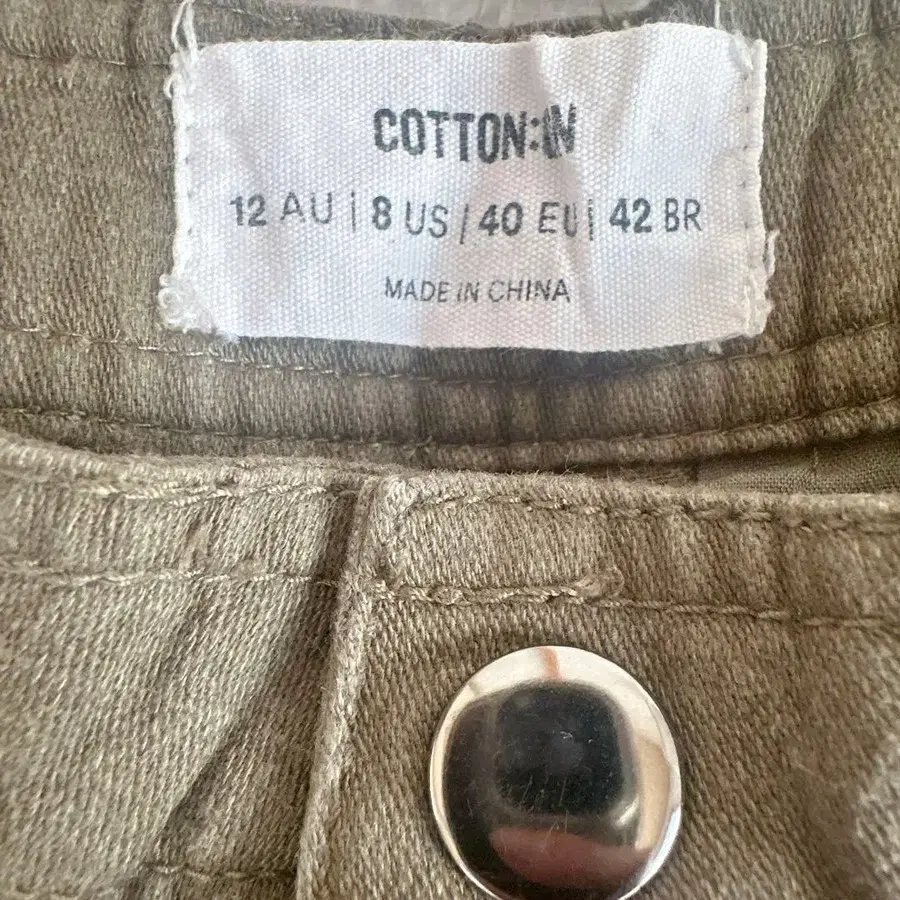 COTTON:ON
12 AU | 8 US | 40 EU | 42 BR
MADE IN CHINA